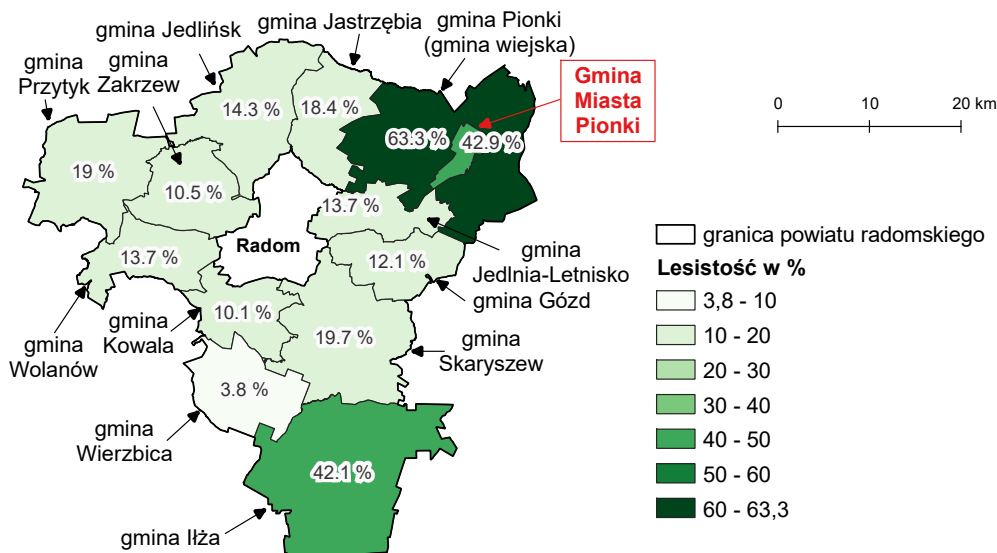 gmina Jastrzębia
gmina Pionki
(gmina wiejska)
gmina Jedlińsk
gmina
Zakrzew
gmina
Przytyk
Gmina
Miasta
Pionki
0 10 20 km
14.3 %
18.4 %
63.3 %
42.9 %
19 %
10.5 %
13.7 %
Radom
13.7 %
12.1 %
gmina
Jedlnia-Letnisko
gmina Gózd
10.1 %
19.7 %
gmina
Kowala
gmina
Wolanów
gmina
Skaryszew
3.8 %
gmina
Wierzbica
42.1 %
gmina Iłża
granica powiatu radomskiego
Lesistość w %
3,8 - 10
10 - 20
20 - 30
30 - 40
40 - 50
50 - 60
60 - 63,3